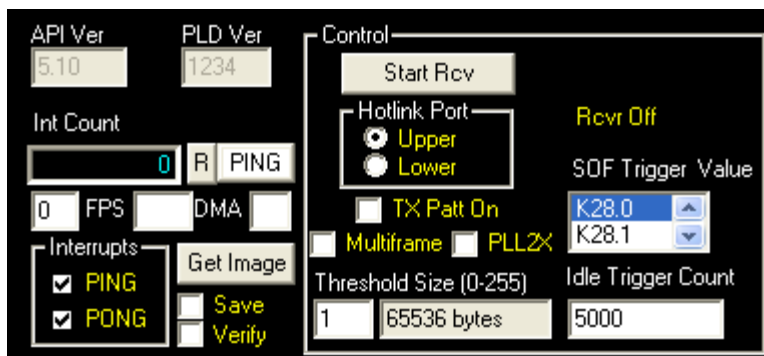 API Ver
PLD Ver
5.10
1234
Int Count
0
R
PING
0
FPS
DMA
Interrupts
PING
PONG
Get Image
Save
Verify
Control
Start Rcv
Hotlink Port
Upper
Lower
Rcvr Off
TX Patt On
Multiframe
PLL2X
SOF Trigger Value
K28.0
K28.1
Threshold Size (0-255)
1
65536 bytes
Idle Trigger Count
5000